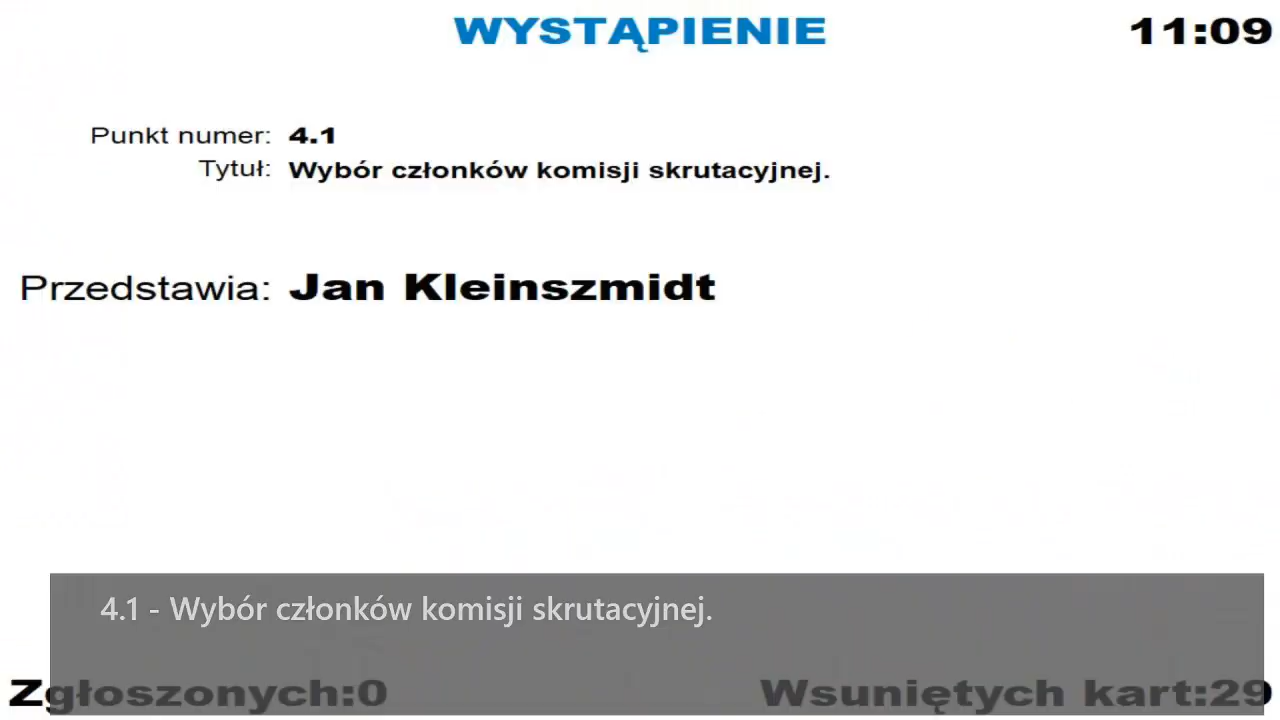 WYSTĄPIENIE 11:09
Punkt numer: 4.1
Tytuł: Wybór członków komisji skrutacyjnej.
Przedstawia: Jan Kleinszmidt
4.1 - Wybór członków komisji skrutacyjnej.
Zgłoszonych:0 Wsuniętych kart:29